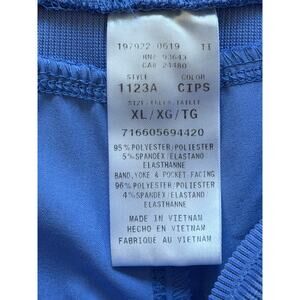 197922 0619 TI
RN# 93643
CA# 24480
STYLE COLOR
1123A CIPS
SIZE/TALLA/TAILLE
XL/XG/TG
716605694420
95% POLYESTER/POLIESTER
5% SPANDEX/ELASTANO
ELASTHANNE
BAND, YOKE & POCKET FACING
96% POLYESTER/POLIESTER
4% SPANDEX/ELASTANO
ELASTHANNE
MADE IN VIETNAM
HECHO EN VIETNAM
FABRIQUE AU VIETNAM